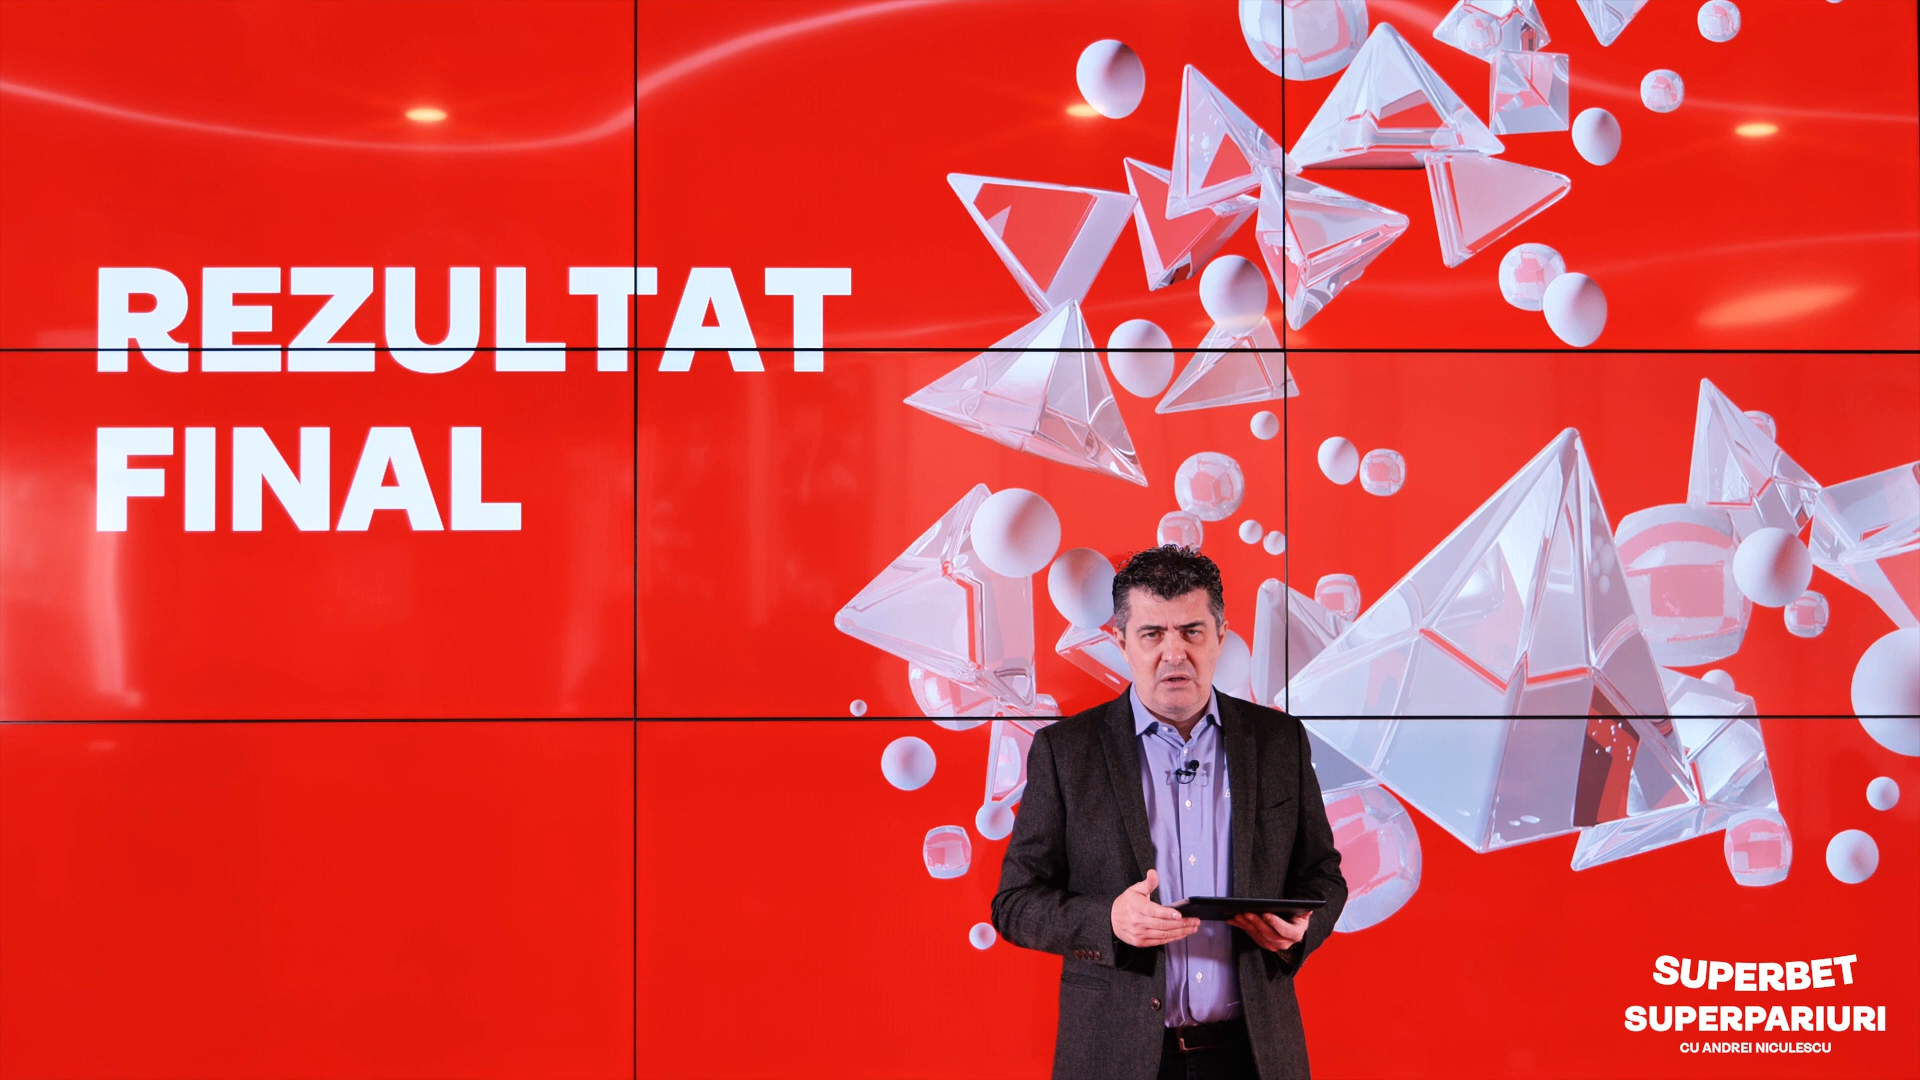 REZULTAT
FINAL
SUPERBET
SUPERPARIURI
CU ANDREI NICULESCU